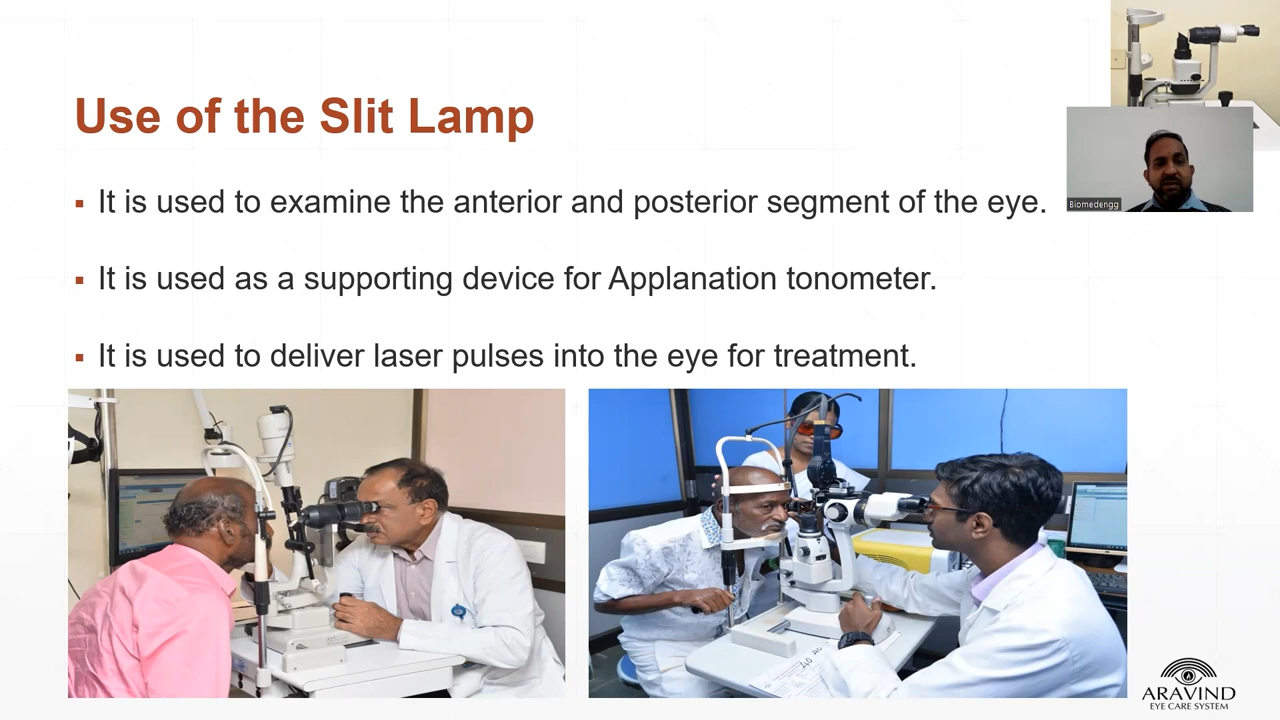 Use of the Slit Lamp
▪ It is used to examine the anterior and posterior segment of the eye.
Biomedengg
▪ It is used as a supporting device for Applanation tonometer.
▪ It is used to deliver laser pulses into the eye for treatment.
ARAVIND
EYE CARE SYSTEM